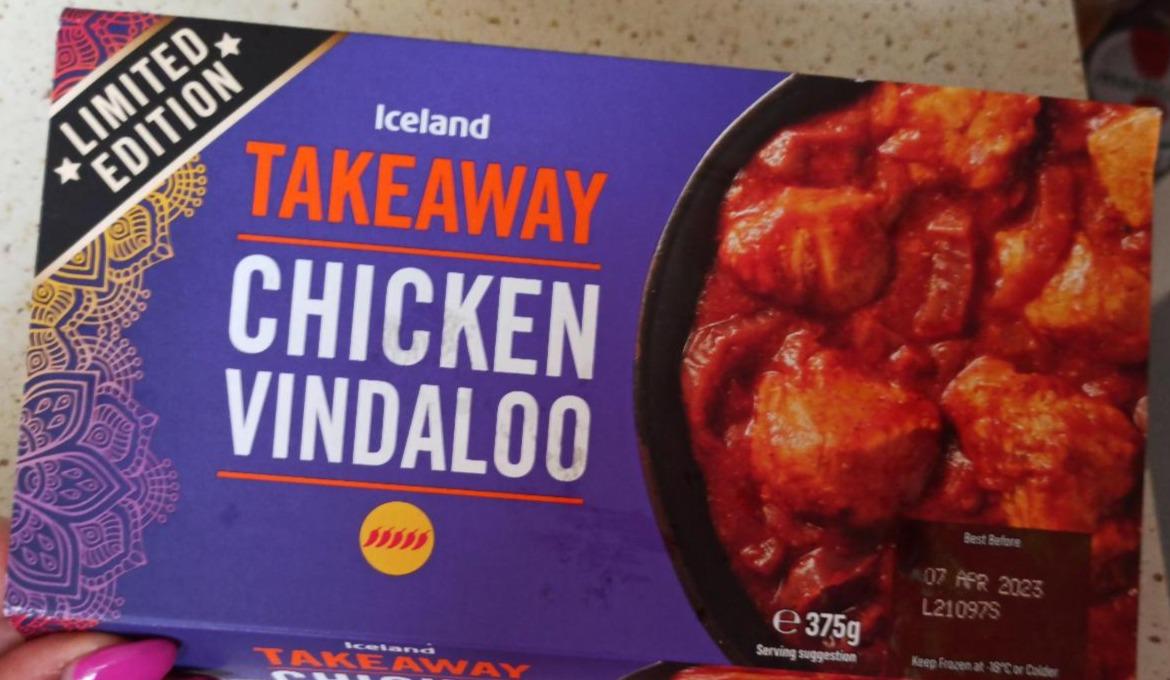 LIMITED
EDITION
Iceland
TAKEAWAY
CHICKEN
VINDALOO
Best Before
07 APR 2023
L21097S
℮ 375g
Serving suggestion
Keep Frozen at -18°C or Colder
Iceland
TAKEAWAY